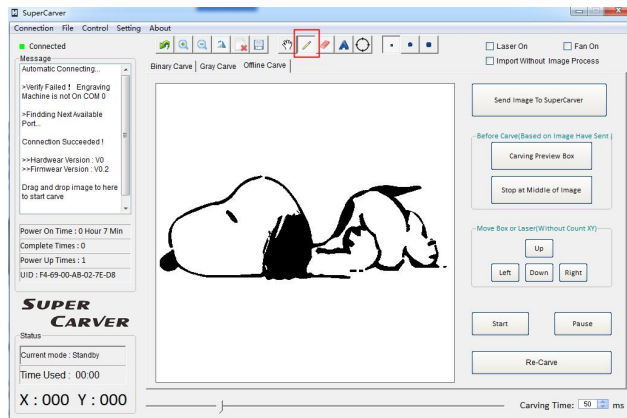 SuperCarver
Connection File Control Setting About
Connected
Message
Automatic Connecting...
>Verify Failed ! Engraving
Machine is not On COM 0
>Findding Next Available
Port...
Connection Succeeded !
>>Hardwear Version : V0
>>Firmwear Version : V0.2
Drag and drop image to here
to start carve
Power On Time : 0 Hour 7 Min
Complete Times : 0
Power Up Times : 1
UID : F4-69-00-AB-02-7E-D8
SUPER
CARVER
Status
Current mode : Standby
Time Used : 00:00
X : 000 Y : 000
A
Binary Carve Gray Carve Offline Carve
Laser On Fan On
Import Without Image Process
Send Image To SuperCarver
Before Carve(Based on Image Have Sent )
Carving Preview Box
Stop at Middle of Image
Move Box or Laser(Without Count XY)
Up
Left Down Right
Start Pause
Re-Carve
Carving Time: 50 ms